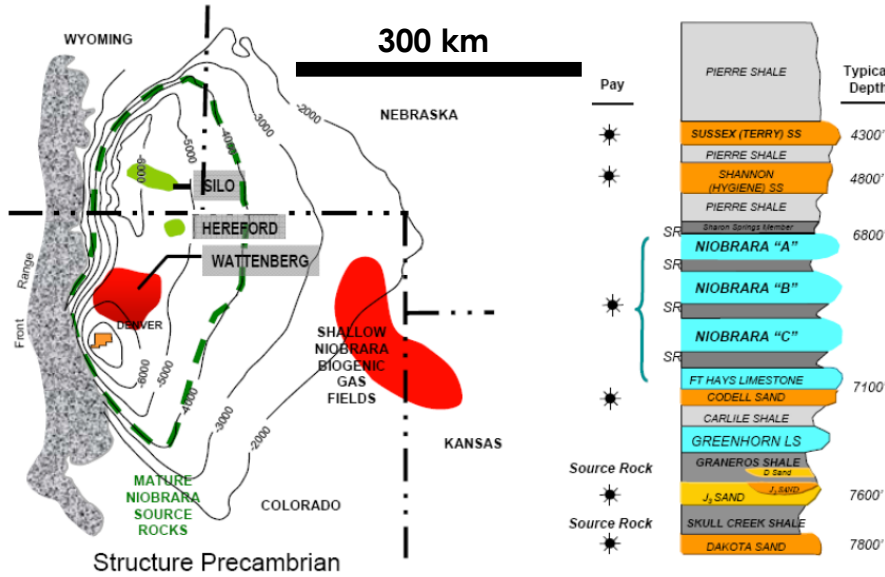 WYOMING
300 km
NEBRASKA
-2000
-3000
-4000
-5000
-6000
SILO
HEREFORD
WATTENBERG
Front Range
DENVER
-6000
-5000
-4000
-3000
-2000
SHALLOW
NIOBRARA
BIOGENIC
GAS
FIELDS
KANSAS
COLORADO
MATURE
NIOBRARA
SOURCE
ROCKS
Structure Precambrian
Pay
Typical
Depth
PIERRE SHALE
SUSSEX (TERRY) SS
4300'
PIERRE SHALE
SHANNON
(HYGIENE) SS
4800'
PIERRE SHALE
Sharon Springs Member
SR
6800'
NIOBRARA "A"
SR
NIOBRARA "B"
NIOBRARA "C"
SR
FT HAYS LIMESTONE
7100'
CODELL SAND
CARLILE SHALE
GREENHORN LS
GRANEROS SHALE
Source Rock
D Sand
J₂ SAND
J₃ SAND
7600'
Source Rock
SKULL CREEK SHALE
DAKOTA SAND
7800'